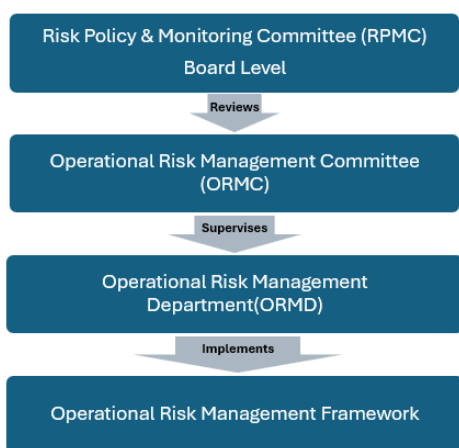 Risk Policy & Monitoring Committee (RPMC)
Board Level
Reviews
Operational Risk Management Committee
(ORMC)
Supervises
Operational Risk Management
Department(ORMD)
Implements
Operational Risk Management Framework